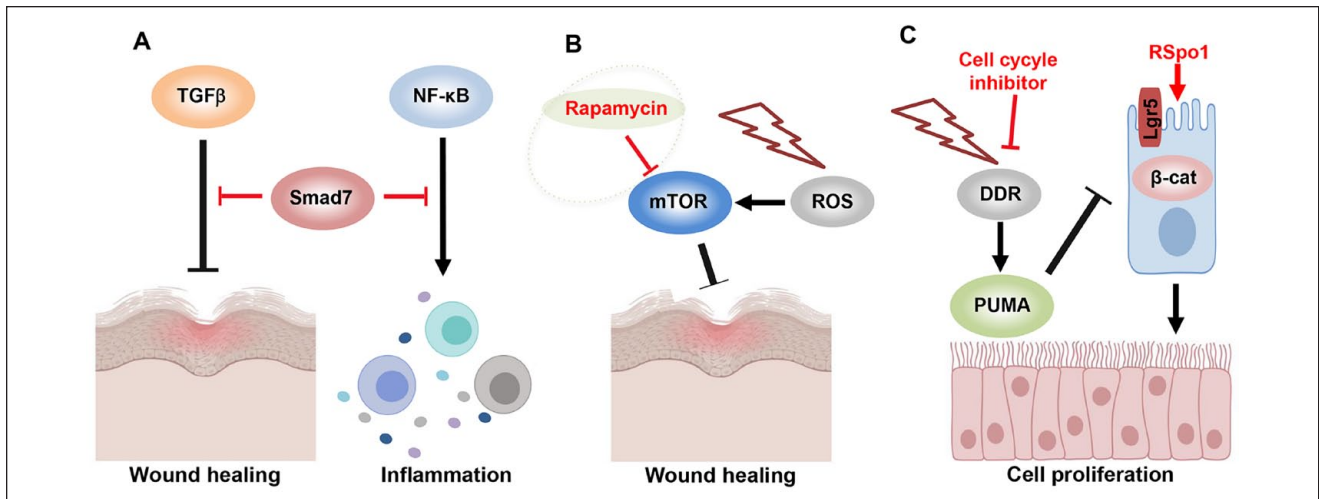 A
TGFβ
NF-κB
Smad7
Wound healing
Inflammation
B
Rapamycin
mTOR
ROS
Wound healing
C
Cell cycyle
inhibitor
RSpo1
Lgr5
β-cat
DDR
PUMA
Cell proliferation